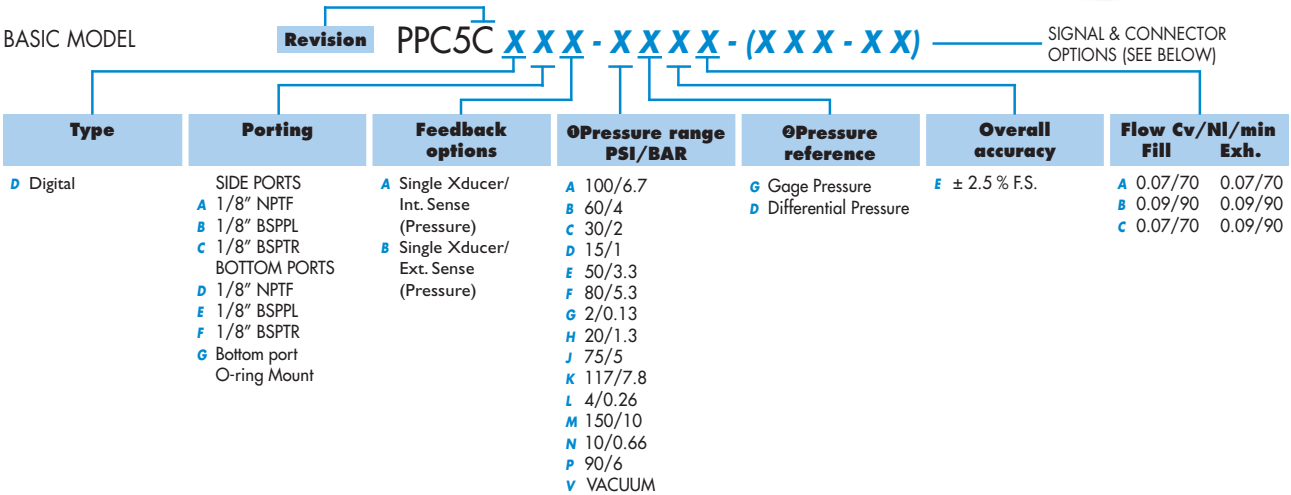 BASIC MODEL
Revision
PPC5C X X X - X X X X - (X X X - X X)
SIGNAL & CONNECTOR
OPTIONS (SEE BELOW)
Type
D Digital
Porting
SIDE PORTS
A 1/8" NPTF
B 1/8" BSPPL
C 1/8" BSPTR
BOTTOM PORTS
D 1/8" NPTF
E 1/8" BSPPL
F 1/8" BSPTR
G Bottom port
O-ring Mount
Feedback
options
A Single Xducer/
Int. Sense
(Pressure)
B Single Xducer/
Ext. Sense
(Pressure)
❶Pressure range
PSI/BAR
A 100/6.7
B 60/4
C 30/2
D 15/1
E 50/3.3
F 80/5.3
G 2/0.13
H 20/1.3
J 75/5
K 117/7.8
L 4/0.26
M 150/10
N 10/0.66
P 90/6
V VACUUM
❷Pressure
reference
G Gage Pressure
D Differential Pressure
Overall
accuracy
E ± 2.5 % F.S.
Flow Cv/Nl/min
Fill Exh.
A 0.07/70 0.07/70
B 0.09/90 0.09/90
C 0.07/70 0.09/90